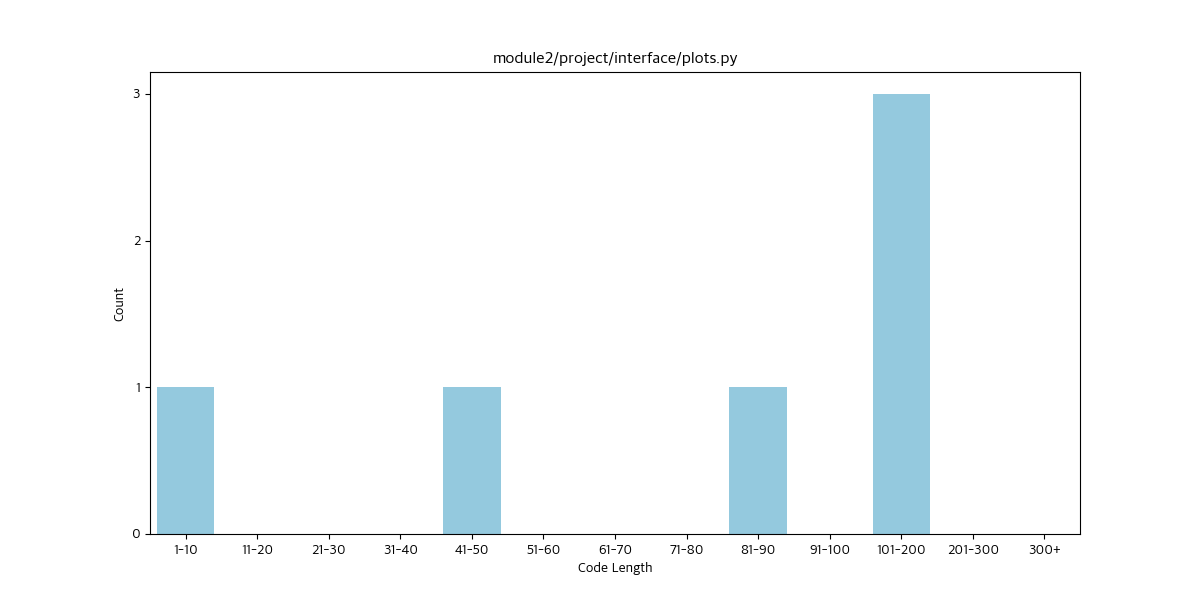 module2/project/interface/plots.py
3
2
1
0
Count
1-10 11-20 21-30 31-40 41-50 51-60 61-70 71-80 81-90 91-100 101-200 201-300 300+
Code Length